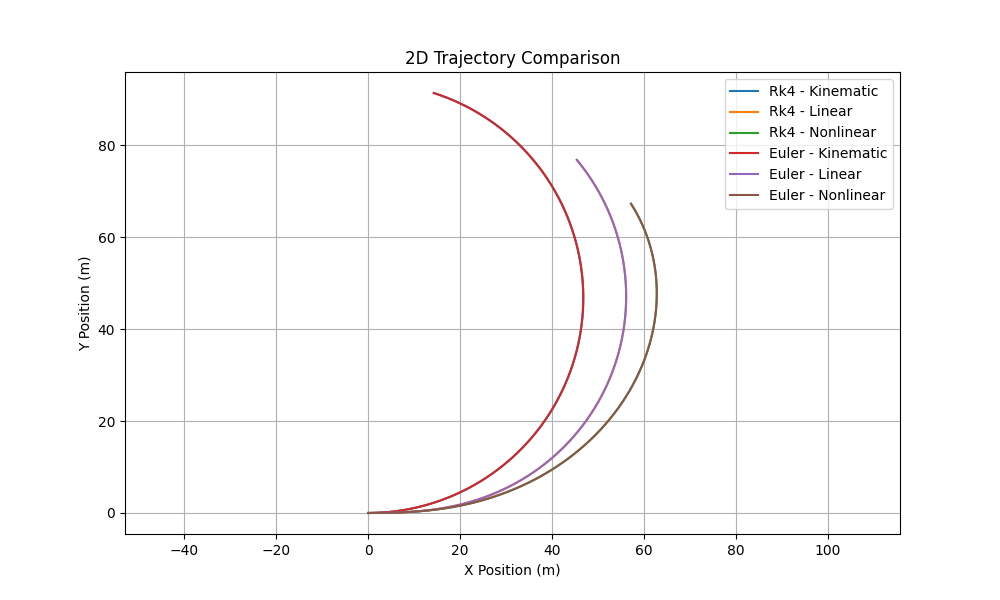 2D Trajectory Comparison
Rk4 - Kinematic
Rk4 - Linear
Rk4 - Nonlinear
Euler - Kinematic
Euler - Linear
Euler - Nonlinear
Y Position (m)
80
60
40
20
0
−40
−20
0
20
40
60
80
100
X Position (m)